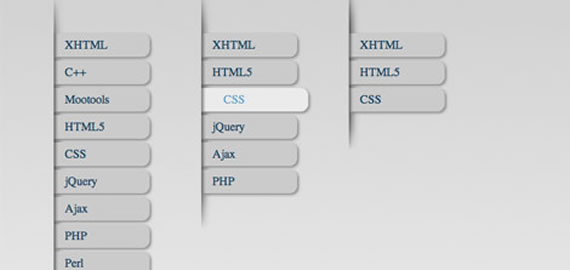 XHTML
C++
Mootools
HTML5
CSS
jQuery
Ajax
PHP
Perl
XHTML
HTML5
CSS
jQuery
Ajax
PHP
XHTML
HTML5
CSS